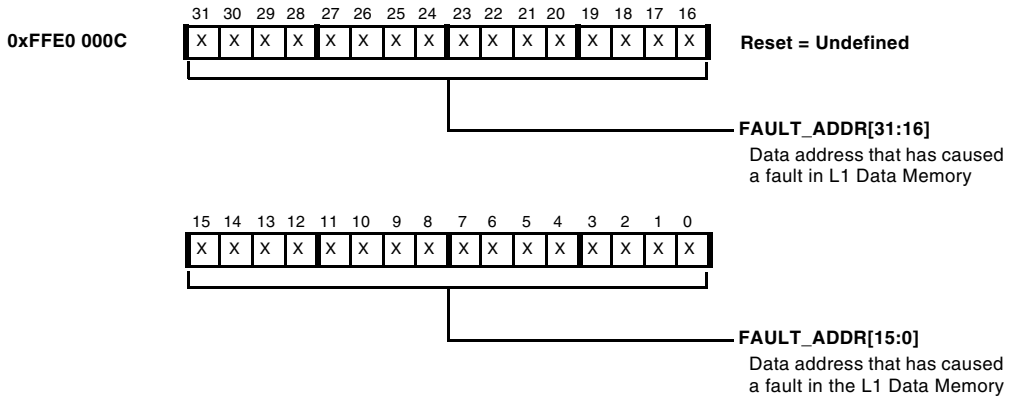 31 30 29 28 27 26 25 24 23 22 21 20 19 18 17 16
0xFFE0 000C X X X X X X X X X X X X X X X X Reset = Undefined
FAULT_ADDR[31:16]
Data address that has caused
a fault in L1 Data Memory
15 14 13 12 11 10 9 8 7 6 5 4 3 2 1 0
X X X X X X X X X X X X X X X X
FAULT_ADDR[15:0]
Data address that has caused
a fault in the L1 Data Memory